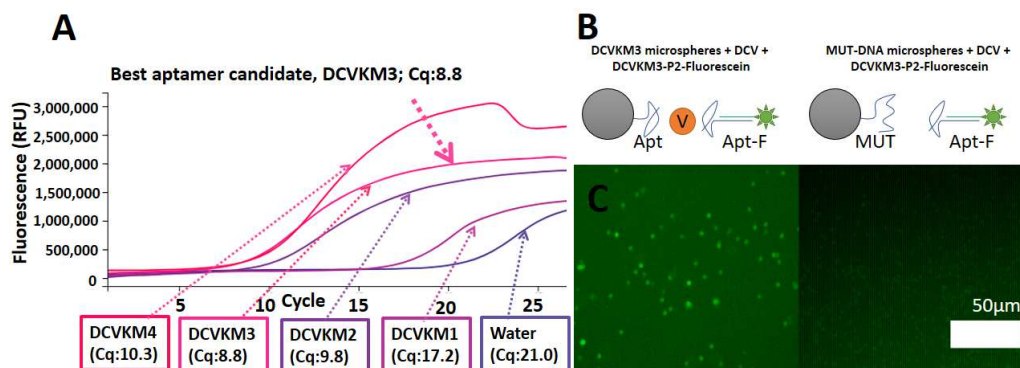 A
Best aptamer candidate, DCVKM3; Cq:8.8
Fluorescence (RFU)
3,000,000
2,500,000
2,000,000
1,500,000
1,000,000
500,000
0
5
10
15
20
25
Cycle
DCVKM4
(Cq:10.3)
DCVKM3
(Cq:8.8)
DCVKM2
(Cq:9.8)
DCVKM1
(Cq:17.2)
Water
(Cq:21.0)
B
DCVKM3 microspheres + DCV +
DCVKM3-P2-Fluorescein
MUT-DNA microspheres + DCV +
DCVKM3-P2-Fluorescein
Apt
V
Apt-F
MUT
Apt-F
C
50µm